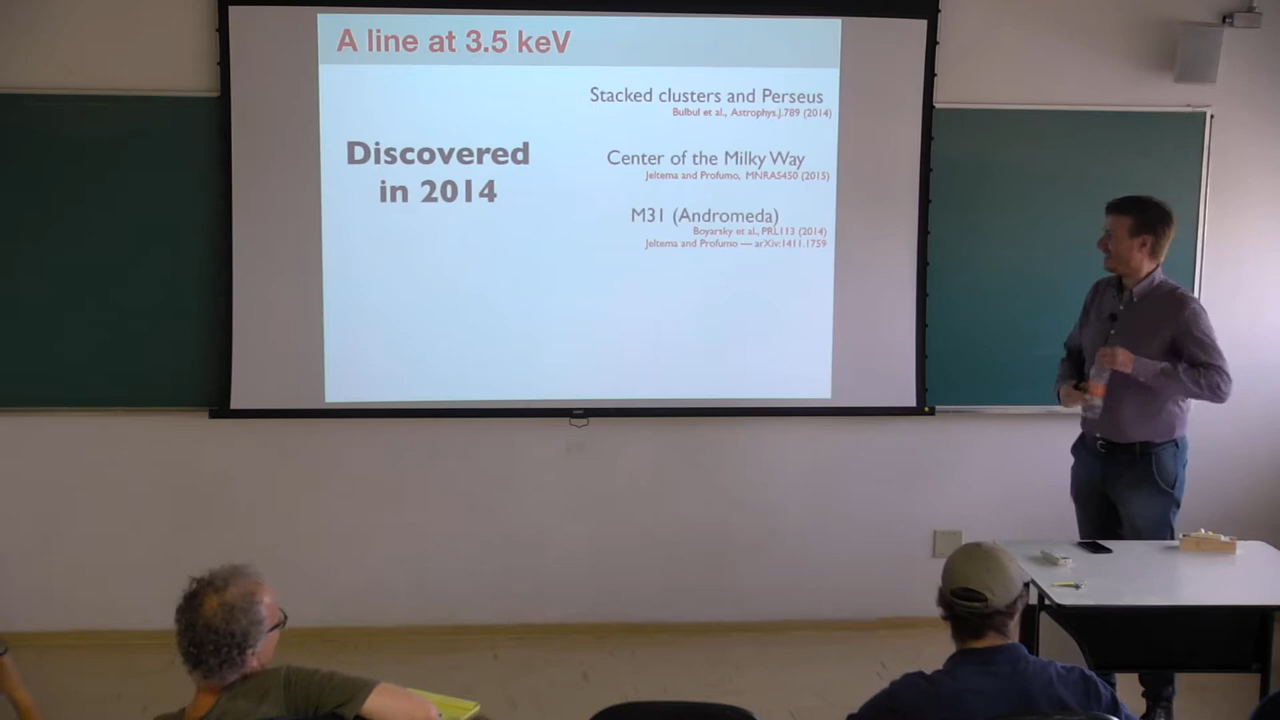 A line at 3.5 keV
Discovered
in 2014
Stacked clusters and Perseus
Bulbul et al., Astrophys.J.789 (2014)
Center of the Milky Way
Jeltema and Profumo, MNRAS450 (2015)
M31 (Andromeda)
Boyarsky et al., PRL113 (2014)
Jeltema and Profumo — arXiv:1411.1759